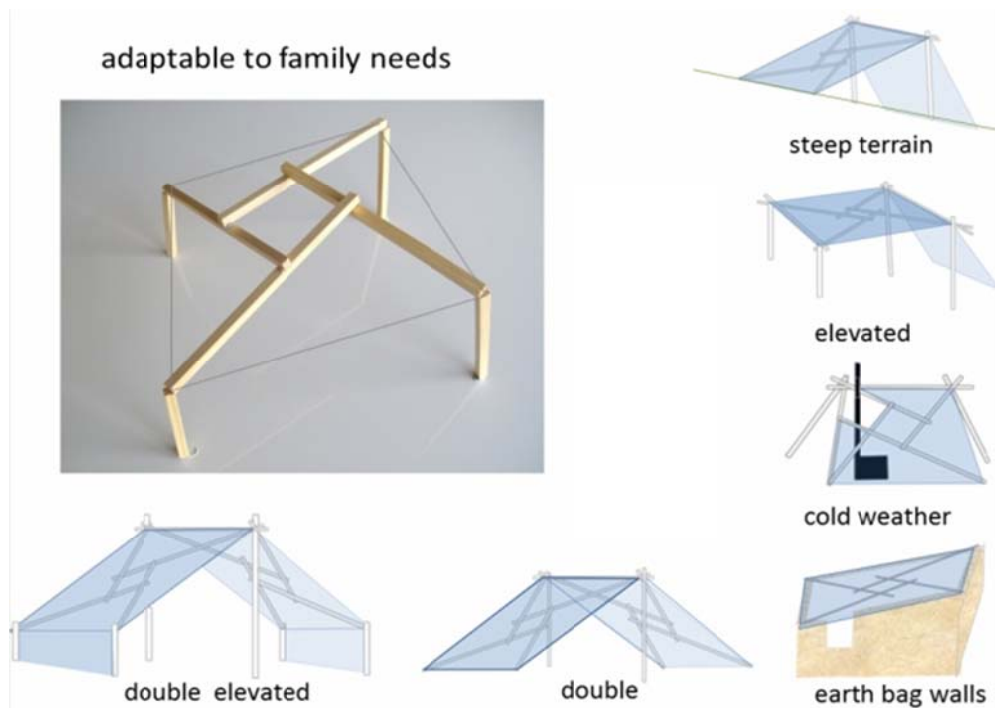 adaptable to family needs
steep terrain
elevated
cold weather
double elevated
double
earth bag walls